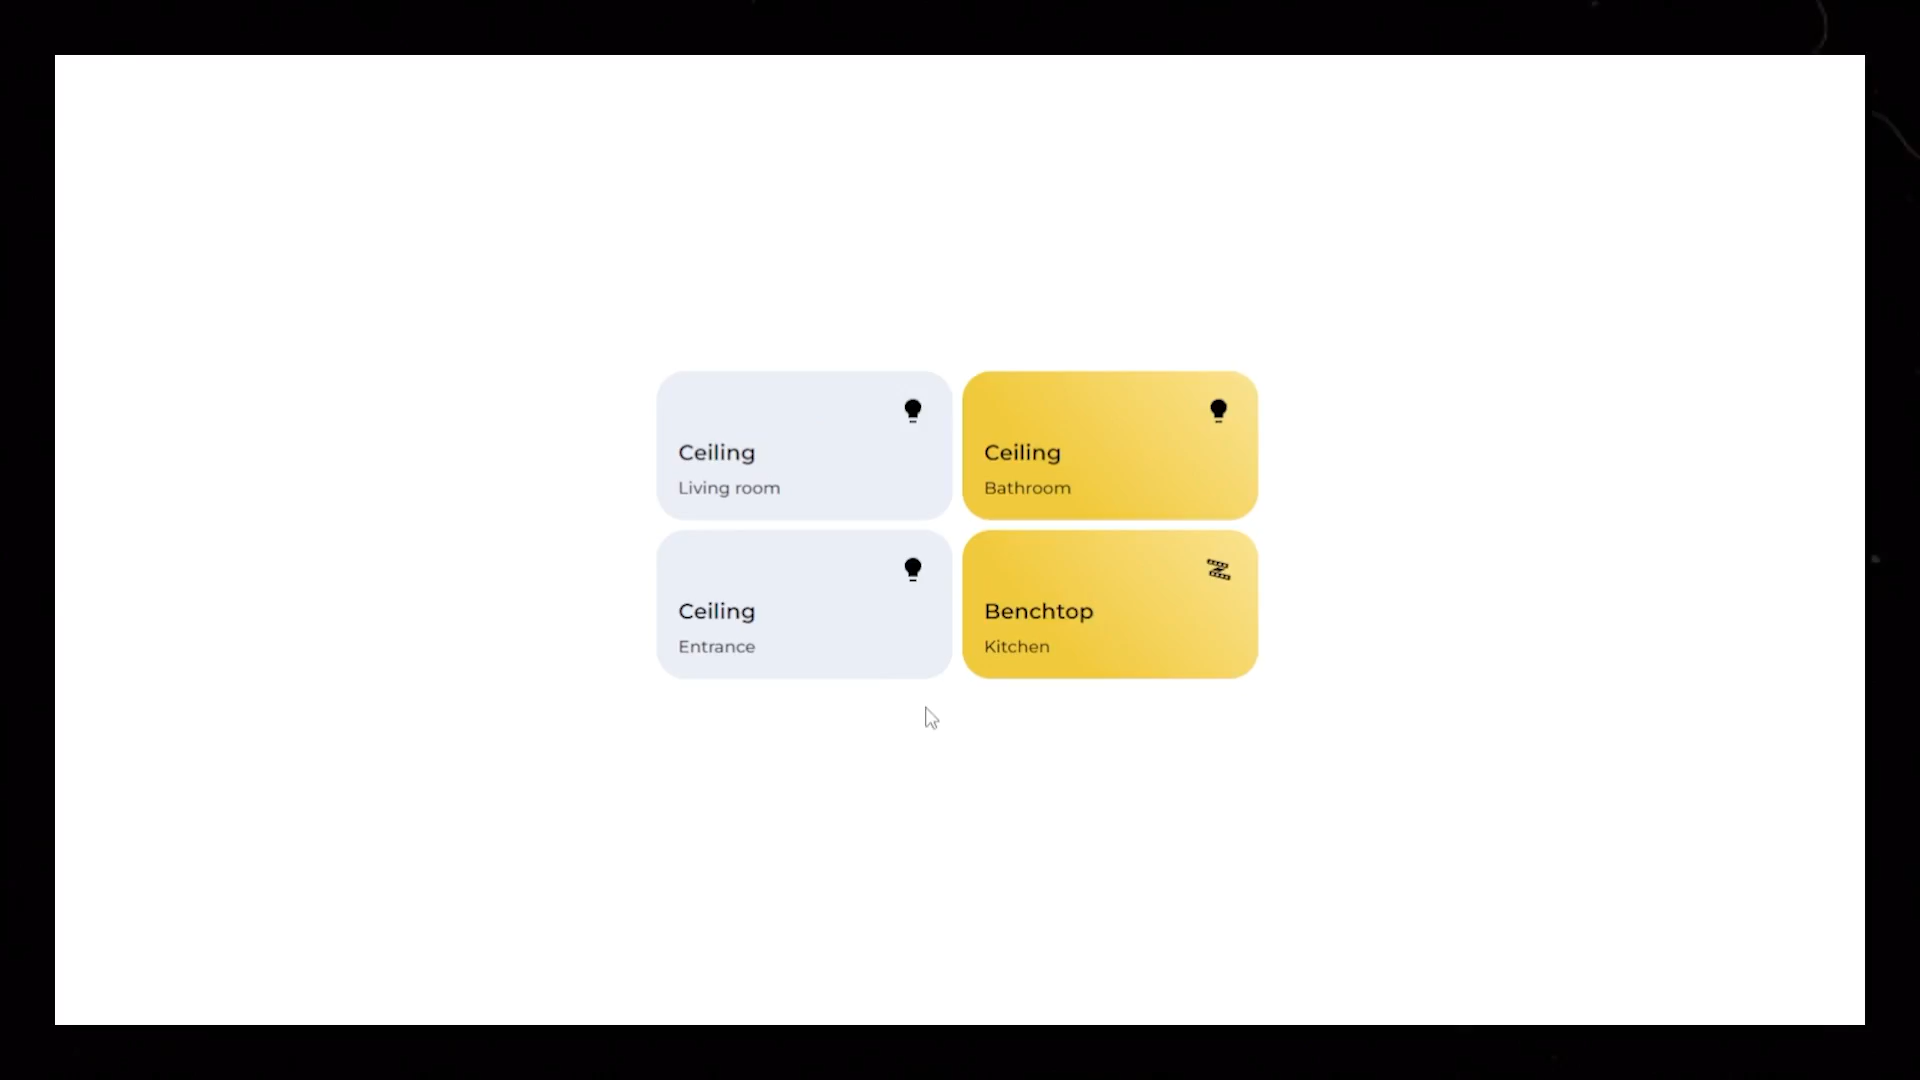 Ceiling
Living room
Ceiling
Bathroom
Ceiling
Entrance
Benchtop
Kitchen